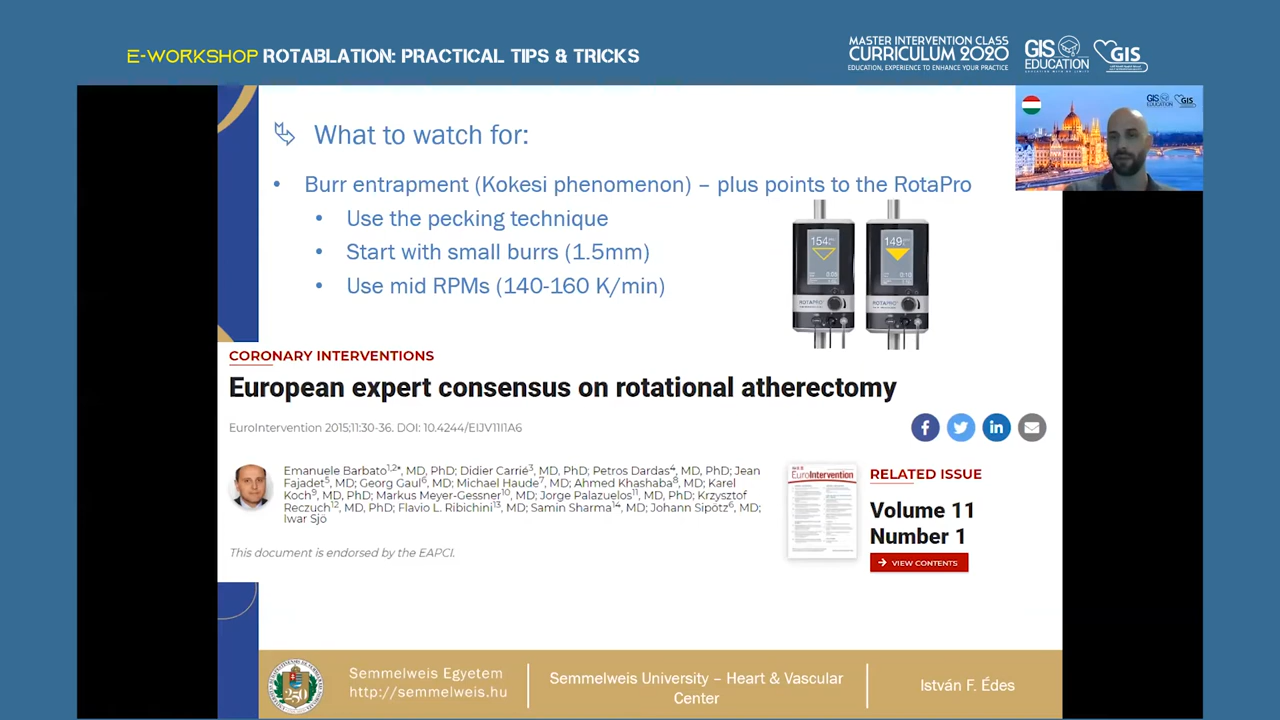 E-WORKSHOP ROTABLATION: PRACTICAL TIPS & TRICKS
MASTER INTERVENTION CLASS
CURRICULUM 2020
EDUCATION, EXPERIENCE TO ENHANCE YOUR PRACTICE
GIS
EDUCATION
GIS
What to watch for:
• Burr entrapment (Kokesi phenomenon) – plus points to the RotaPro
• Use the pecking technique
• Start with small burrs (1.5mm)
• Use mid RPMs (140-160 K/min)
154
149
ROTAPRO
ROTAPRO
CORONARY INTERVENTIONS
European expert consensus on rotational atherectomy
EuroIntervention 2015;11:30-36. DOI: 10.4244/EIJV11I1A6
Emanuele Barbato1,2*, MD, PhD; Didier Carrié3, MD, PhD; Petros Dardas4, MD, PhD; Jean
Fajadet5, MD; Georg Gaul6, MD; Michael Haude7, MD; Ahmed Khashaba8, MD; Karel
Koch9, MD, PhD; Markus Meyer-Gessner10, MD; Jorge Palazuelos11, MD, PhD; Krzysztof
Reczuch12, MD, PhD; Flavio L. Ribichini13, MD; Samin Sharma14, MD; Johann Sipötz6, MD;
Iwar Sjö
This document is endorsed by the EAPCI.
EuroIntervention
RELATED ISSUE
Volume 11
Number 1
VIEW CONTENTS
250
Semmelweis Egyetem
http://semmelweis.hu
Semmelweis University – Heart & Vascular
Center
István F. Édes